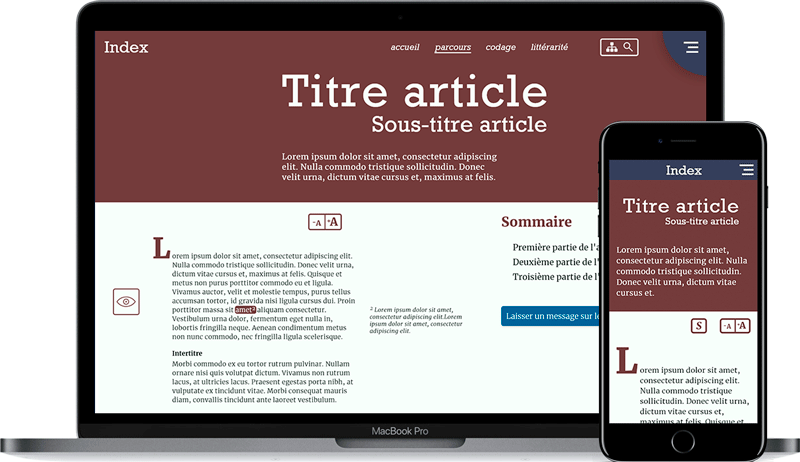 Index
accueil parcours codage littérarité
Titre article
Sous-titre article
Lorem ipsum dolor sit amet, consectetur adipiscing
elit. Nulla commodo tristique sollicitudin. Donec
velit urna, dictum vitae cursus et, maximus at felis.
-A +A
Lorem ipsum dolor sit amet, consectetur adipiscing elit.
Nulla commodo tristique sollicitudin. Donec velit urna,
dictum vitae cursus et, maximus at felis. Quisque et
metus non purus porttitor commodo eu et ligula.
Vivamus auctor, velit et molestie tempus, purus tellus
accumsan tortor, id gravida nisi ligula cursus dui. Proin
porttitor massa sit amet² aliquam consectetur.
Vestibulum urna dolor, fermentum eget nulla in,
lobortis fringilla neque. Aenean condimentum metus
non nunc commodo, nec fringilla ligula scelerisque.
Intertitre
Morbi commodo ex eu tortor rutrum pulvinar. Nullam
ornare nisi quis volutpat dictum. Vivamus non rutrum
lacus, at ultricies lacus. Praesent egestas porta nibh, at
vulputate ex tincidunt vitae. Morbi consequat mauris
diam, convallis tincidunt ante laoreet vestibulum.
² Lorem ipsum dolor sit amet,
consectetur adipiscing elit.Lorem
ipsum dolor sit amet, consectetur
adipiscing elit.
Sommaire
Première partie de l'a
Deuxième partie de l'
Troisième partie de l'
Laisser un message sur le
MacBook Pro
Index
Titre article
Sous-titre article
Lorem ipsum dolor sit amet,
consectetur adipiscing elit. Nulla
commodo tristique sollicitudin.
Donec velit urna, dictum vitae
cursus et, maximus at felis.
S -A +A
Lorem ipsum dolor sit amet,
consectetur adipiscing elit.
Nulla commodo tristique
sollicitudin. Donec velit urna,
dictum vitae cursus et,